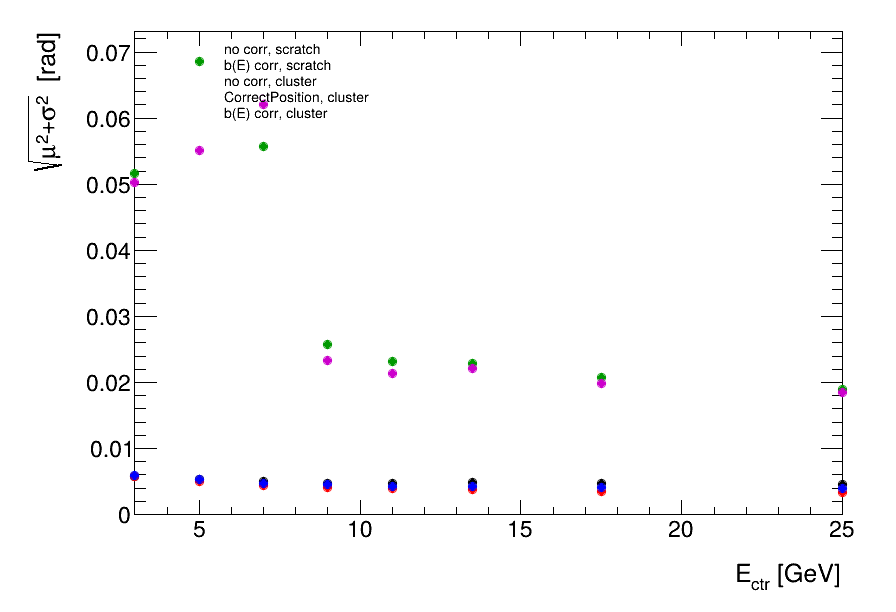 √μ²+σ² [rad]
0.07
0.06
0.05
0.04
0.03
0.02
0.01
0
no corr, scratch
b(E) corr, scratch
no corr, cluster
CorrectPosition, cluster
b(E) corr, cluster
5 10 15 20 25
E_ctr [GeV]